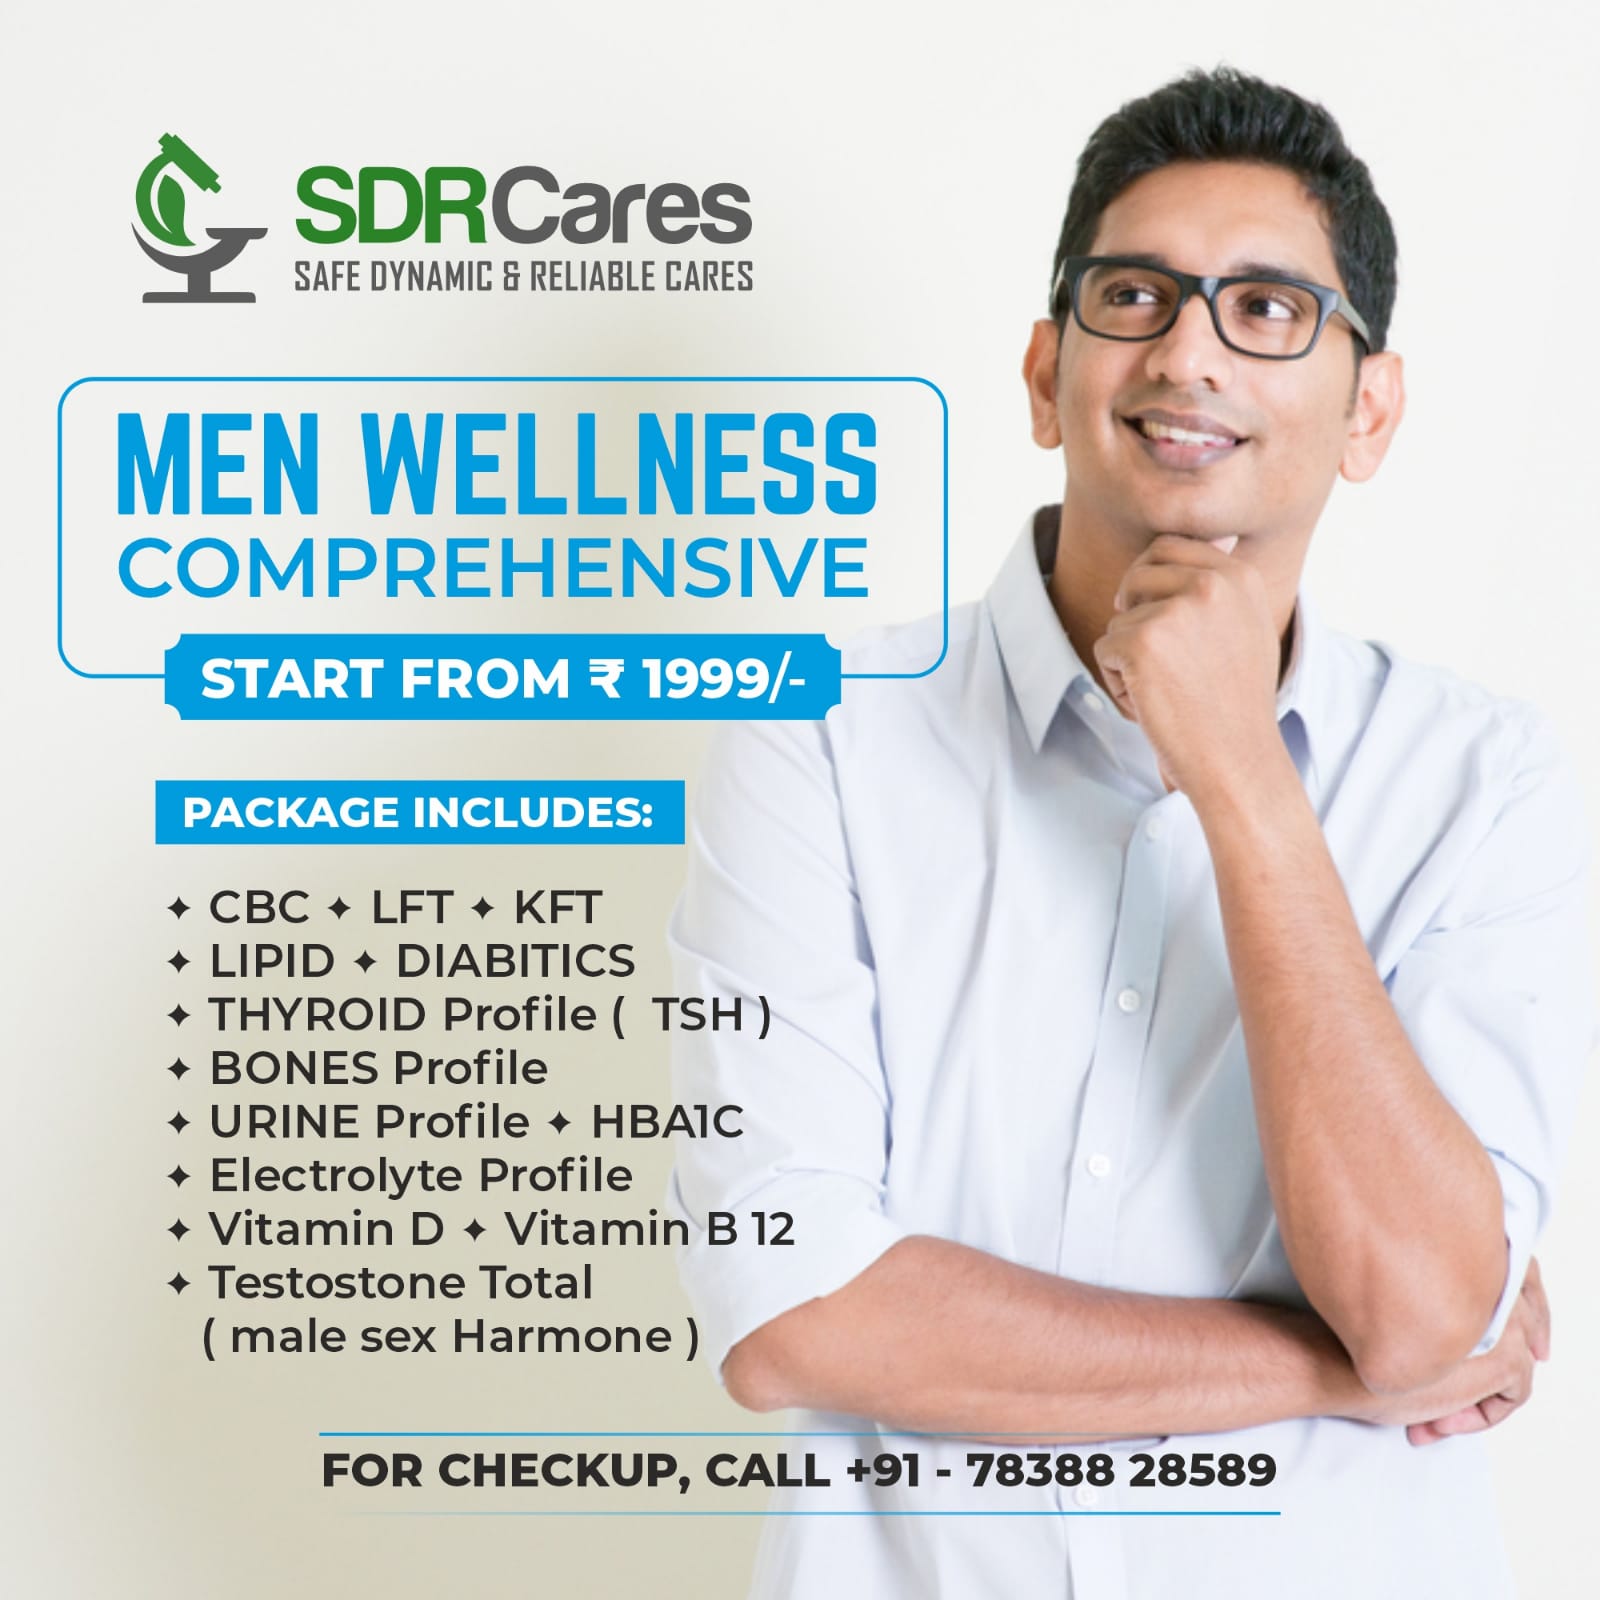 SDRCares
SAFE DYNAMIC & RELIABLE CARES
MEN WELLNESS
COMPREHENSIVE
START FROM ₹ 1999/-
PACKAGE INCLUDES:
✦ CBC ✦ LFT ✦ KFT
✦ LIPID ✦ DIABITICS
✦ THYROID Profile ( TSH )
✦ BONES Profile
✦ URINE Profile ✦ HBA1C
✦ Electrolyte Profile
✦ Vitamin D ✦ Vitamin B 12
✦ Testostone Total
( male sex Harmone )
FOR CHECKUP, CALL +91 - 78388 28589